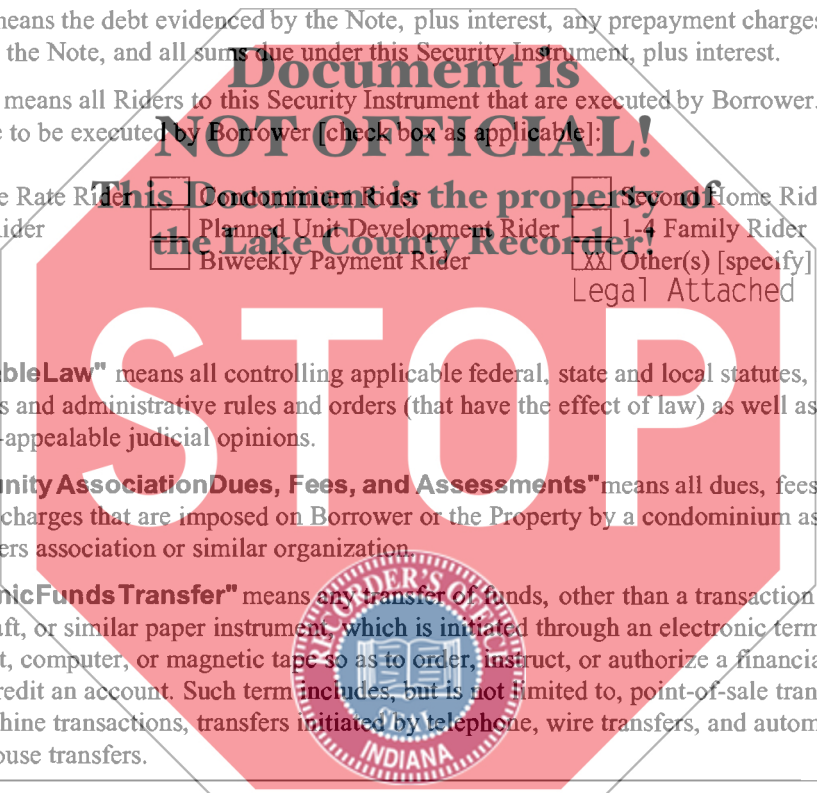 means the debt evidenced by the Note, plus interest, any prepayment charges
the Note, and all sums due under this Security Instrument, plus interest.
Document is
means all Riders to this Security Instrument that are executed by Borrower.
e to be executed by Borrower [check box as applicable]:
NOT OFFICIAL!
e Rate Rider Condominium Rider Second Home Rid
This Document is the property of
ider Planned Unit Development Rider 1-4 Family Rider
the Lake County Recorder!
Biweekly Payment Rider XX Other(s) [specify]
Legal Attached
STOP
bleLaw" means all controlling applicable federal, state and local statutes,
s and administrative rules and orders (that have the effect of law) as well as
-appealable judicial opinions.
nity AssociationDues, Fees, and Assessments" means all dues, fees
charges that are imposed on Borrower or the Property by a condominium as
ers association or similar organization.
nicFundsTransfer" means any transfer of funds, other than a transaction
aft, or similar paper instrument, which is initiated through an electronic term
t, computer, or magnetic tape so as to order, instruct, or authorize a financia
redit an account. Such term includes, but is not limited to, point-of-sale tran
hine transactions, transfers initiated by telephone, wire transfers, and autom
ouse transfers.
RECORDER'S OFFICE
SEAL
INDIANA